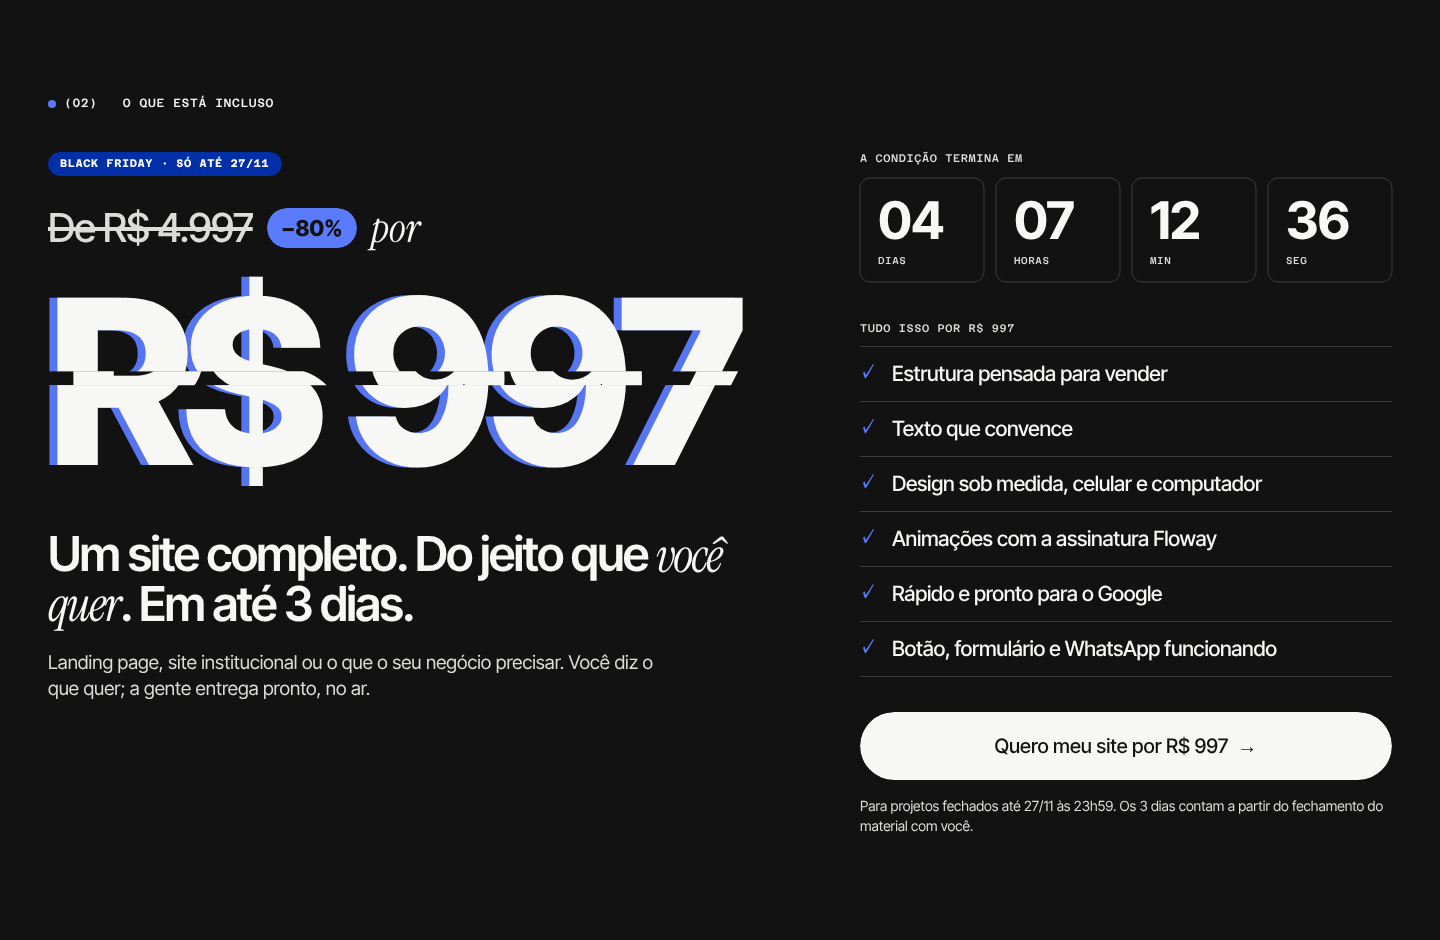 (02) O QUE ESTÁ INCLUSO
BLACK FRIDAY · SÓ ATÉ 27/11
De R$ 4.997 −80% por
R$ 997
Um site completo. Do jeito que você
quer. Em até 3 dias.
Landing page, site institucional ou o que o seu negócio precisar. Você diz o
que quer; a gente entrega pronto, no ar.
A CONDIÇÃO TERMINA EM
04 07 12 36
DIAS HORAS MIN SEG
TUDO ISSO POR R$ 997
✓ Estrutura pensada para vender
✓ Texto que convence
✓ Design sob medida, celular e computador
✓ Animações com a assinatura Floway
✓ Rápido e pronto para o Google
✓ Botão, formulário e WhatsApp funcionando
Quero meu site por R$ 997 →
Para projetos fechados até 27/11 às 23h59. Os 3 dias contam a partir do fechamento do
material com você.